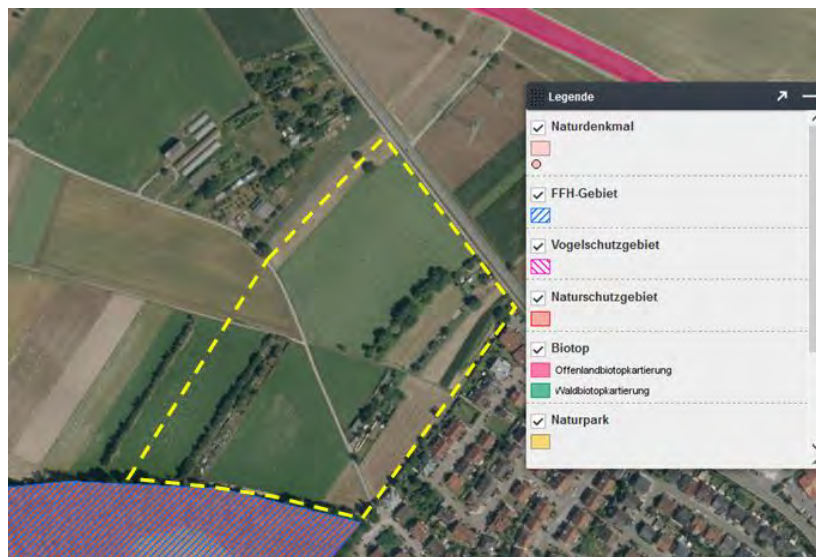 Legende
Naturdenkmal
FFH-Gebiet
Vogelschutzgebiet
Naturschutzgebiet
Biotop
Offenlandbiotopkartierung
Waldbiotopkartierung
Naturpark